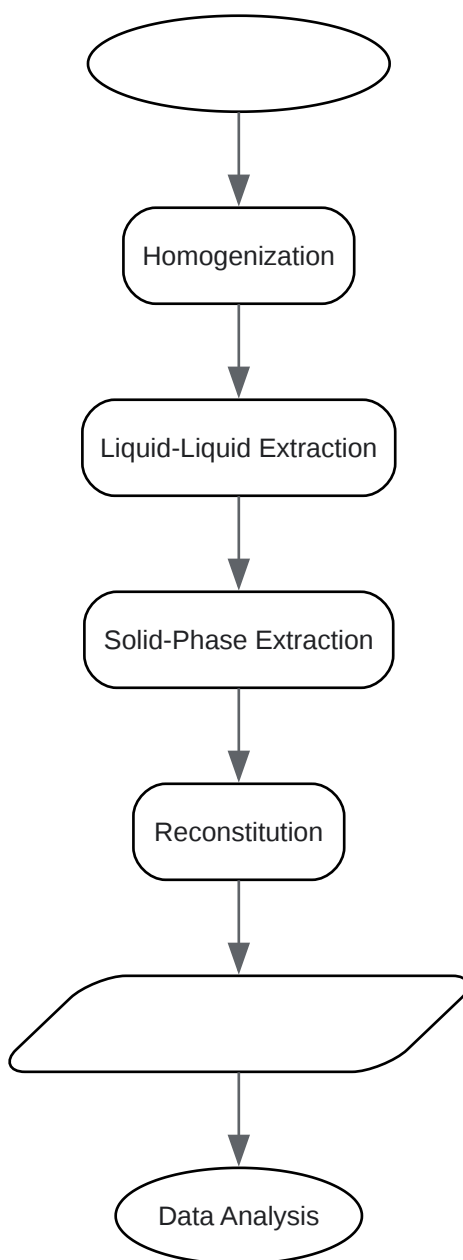 Homogenization
Liquid-Liquid Extraction
Solid-Phase Extraction
Reconstitution
Data Analysis